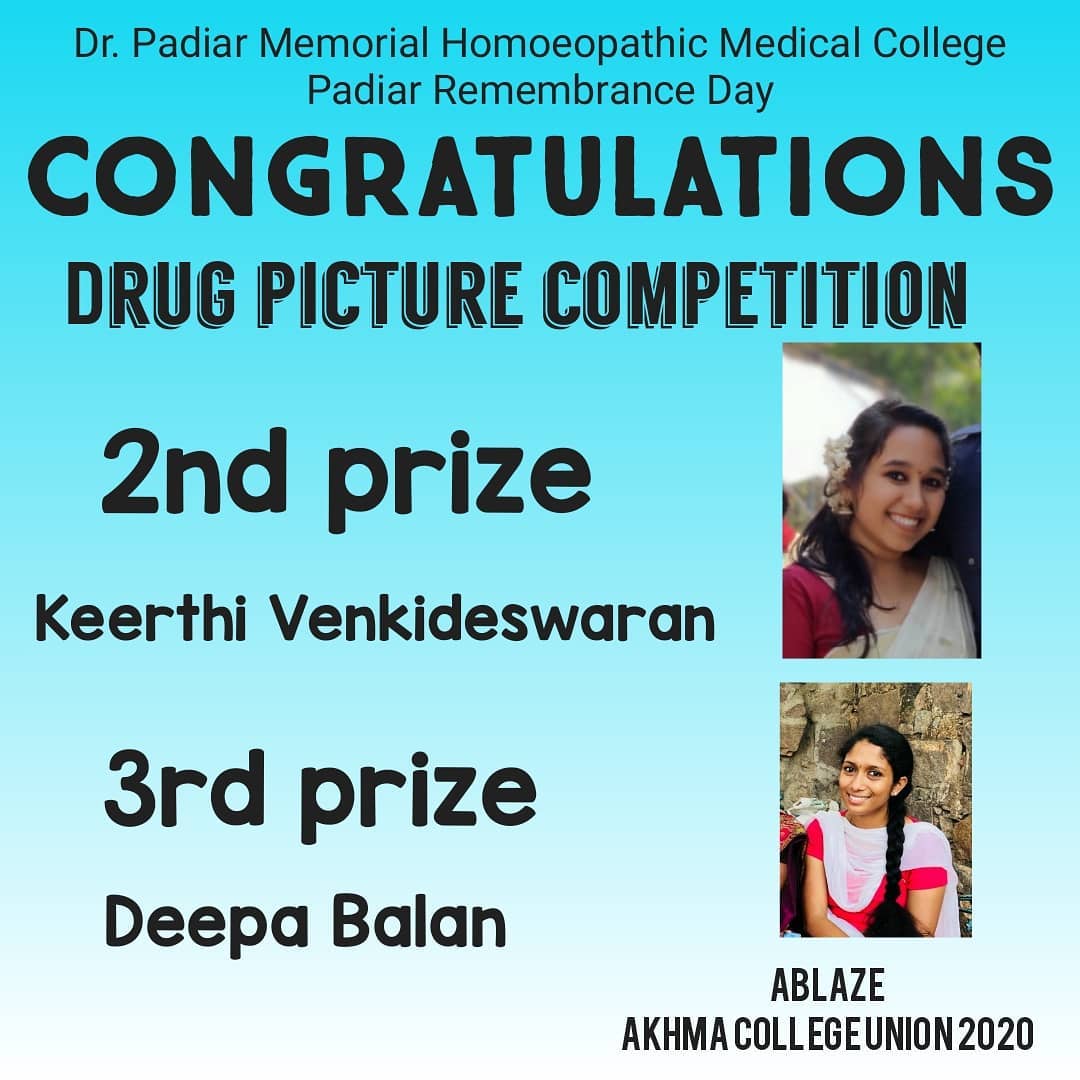 Dr. Padiar Memorial Homoeopathic Medical College
Padiar Remembrance Day
CONGRATULATIONS
DRUG PICTURE COMPETITION
2nd prize
Keerthi Venkideswaran
3rd prize
Deepa Balan
ABLAZE
AKHMA COLLEGE UNION 2020